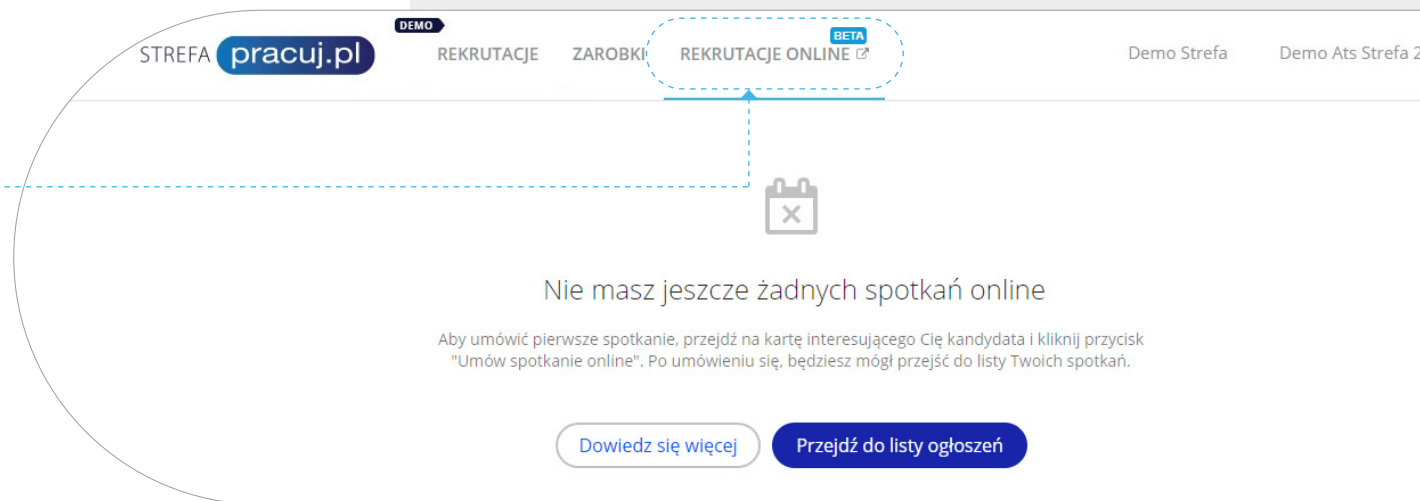 DEMO
STREFA pracuj.pl
REKRUTACJE
ZAROBKI
REKRUTACJE ONLINE
BETA
Demo Strefa
Demo Ats Strefa 2
Nie masz jeszcze żadnych spotkań online
Aby umówić pierwsze spotkanie, przejdź na kartę interesującego Cię kandydata i kliknij przycisk
"Umów spotkanie online". Po umówieniu się, będziesz mógł przejść do listy Twoich spotkań.
Dowiedz się więcej
Przejdź do listy ogłoszeń